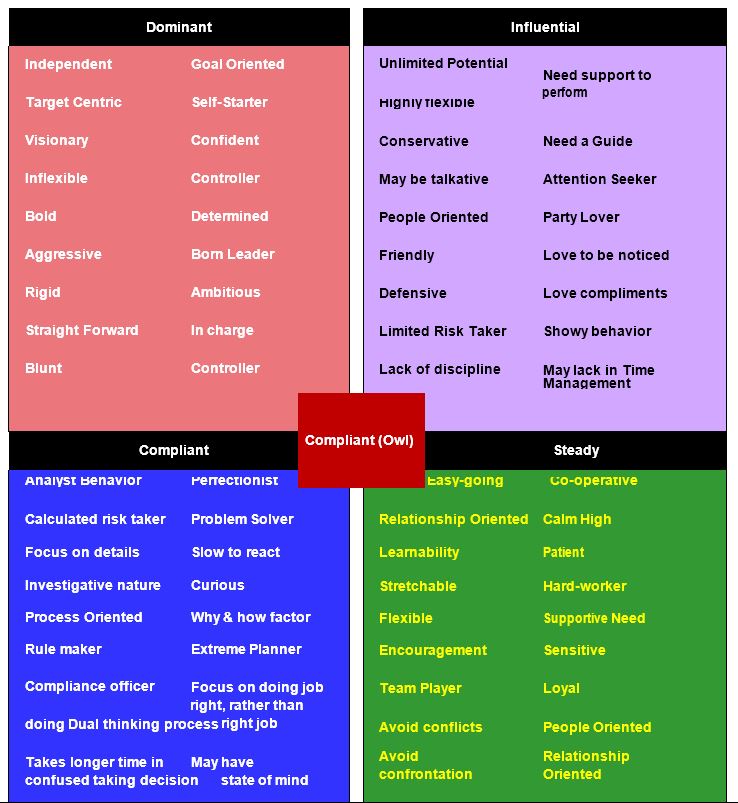 Dominant
Independent Goal Oriented
Target Centric Self-Starter
Visionary Confident
Inflexible Controller
Bold Determined
Aggressive Born Leader
Rigid Ambitious
Straight Forward In charge
Blunt Controller
Influential
Unlimited Potential
Need support to
perform
Highly flexible
Conservative Need a Guide
May be talkative Attention Seeker
People Oriented Party Lover
Friendly Love to be noticed
Defensive Love compliments
Limited Risk Taker Showy behavior
Lack of discipline May lack in Time
Management
Compliant (Owl)
Compliant
Analyst Behavior Perfectionist
Calculated risk taker Problem Solver
Focus on details Slow to react
Investigative nature Curious
Process Oriented Why & how factor
Rule maker Extreme Planner
Compliance officer Focus on doing job
right, rather than
doing Dual thinking process right job
Takes longer time in May have
confused taking decision state of mind
Steady
Easy-going Co-operative
Relationship Oriented Calm High
Learnability Patient
Stretchable Hard-worker
Flexible Supportive Need
Encouragement Sensitive
Team Player Loyal
Avoid conflicts People Oriented
Avoid Relationship
confrontation Oriented